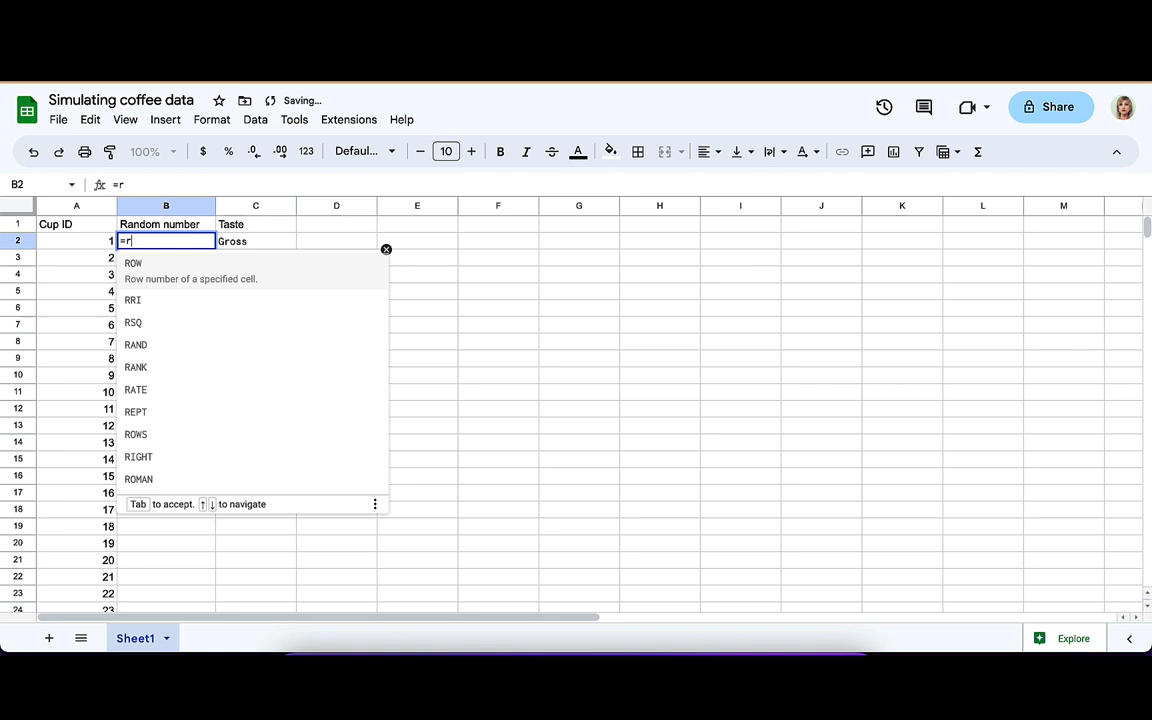 Simulating coffee data Saving...
File Edit View Insert Format Data Tools Extensions Help
Share
100% $ % .0 .00 123 Defaul... − 10 + B I S A
B2 fx =r
A B C D E F G H I J K L M
1 Cup ID Random number Taste
2 1 =r Gross
3 2
4 3
5 4
6 5
7 6
8 7
9 8
10 9
11 10
12 11
13 12
14 13
15 14
16 15
17 16
18 17
19 18
20 19
21 20
22 21
23 22
24 23
ROW
Row number of a specified cell.
RRI
RSQ
RAND
RANK
RATE
REPT
ROWS
RIGHT
ROMAN
Tab to accept. ↑ ↓ to navigate
+ Sheet1 Explore